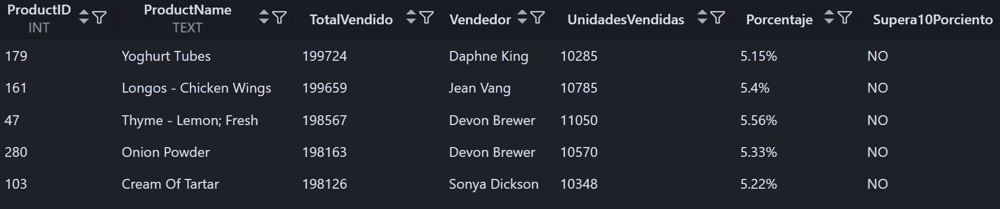 ProductID INT ProductName TEXT TotalVendido Vendedor UnidadesVendidas Porcentaje Supera10Porciento
179 Yoghurt Tubes 199724 Daphne King 10285 5.15% NO
161 Longos - Chicken Wings 199659 Jean Vang 10785 5.4% NO
47 Thyme - Lemon; Fresh 198567 Devon Brewer 11050 5.56% NO
280 Onion Powder 198163 Devon Brewer 10570 5.33% NO
103 Cream Of Tartar 198126 Sonya Dickson 10348 5.22% NO